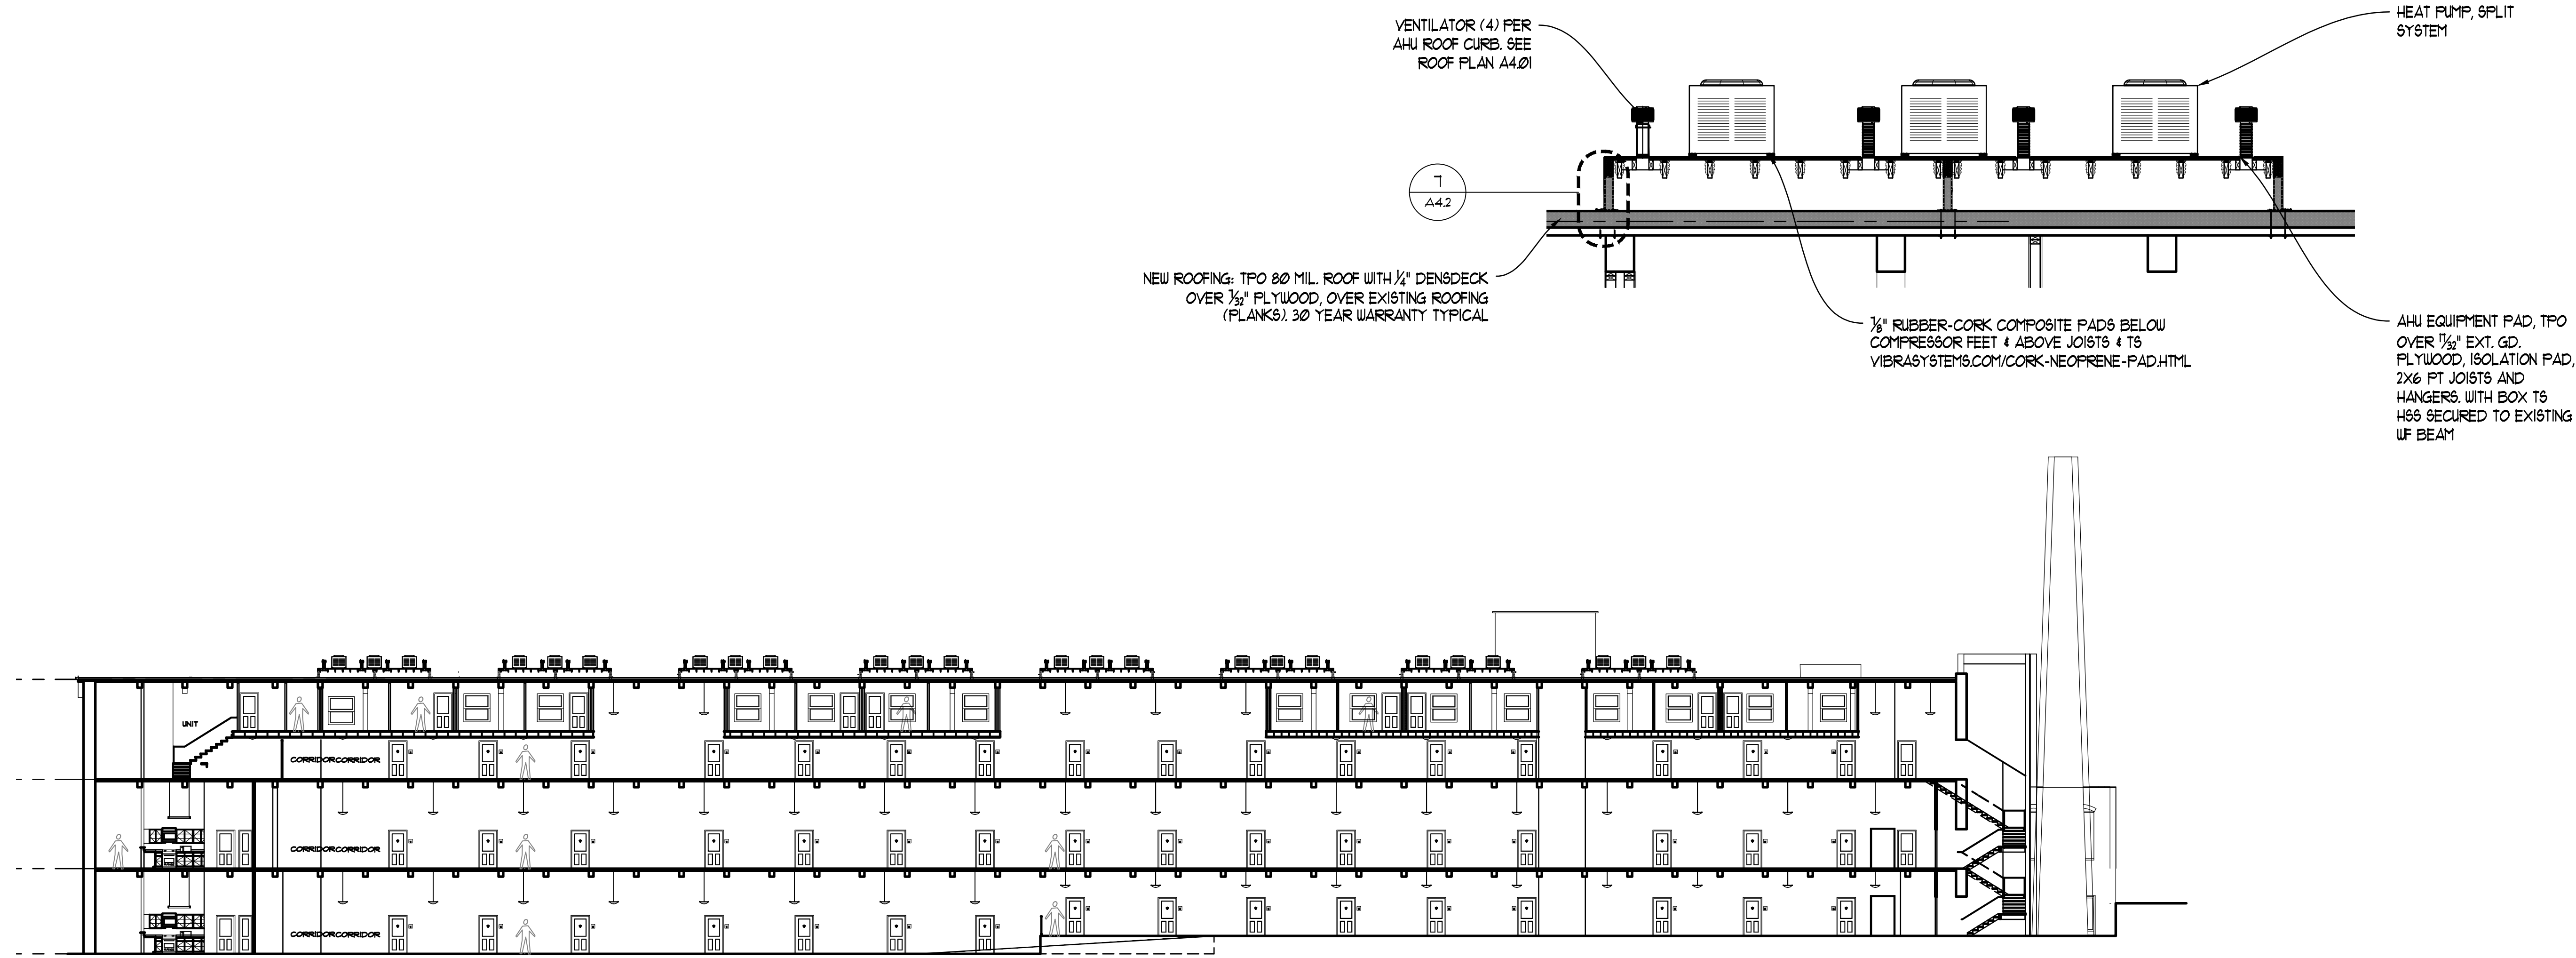 VENTILATOR (4) PER
AHU ROOF CURB. SEE
ROOF PLAN A4.01
HEAT PUMP, SPLIT
SYSTEM
7
A4.2
NEW ROOFING: TPO 80 MIL. ROOF WITH 1/4" DENSDECK
OVER 7/32" PLYWOOD, OVER EXISTING ROOFING
(PLANKS). 30 YEAR WARRANTY TYPICAL
7/8" RUBBER-CORK COMPOSITE PADS BELOW
COMPRESSOR FEET & ABOVE JOISTS & TS
VIBRASYSTEMS.COM/CORK-NEOPRENE-PAD.HTML
AHU EQUIPMENT PAD, TPO
OVER 17/32" EXT. GD.
PLYWOOD, ISOLATION PAD,
2X6 PT JOISTS AND
HANGERS. WITH BOX TS
HSS SECURED TO EXISTING
WF BEAM
UNIT
CORRIDOR CORRIDOR
CORRIDOR CORRIDOR
CORRIDOR CORRIDOR